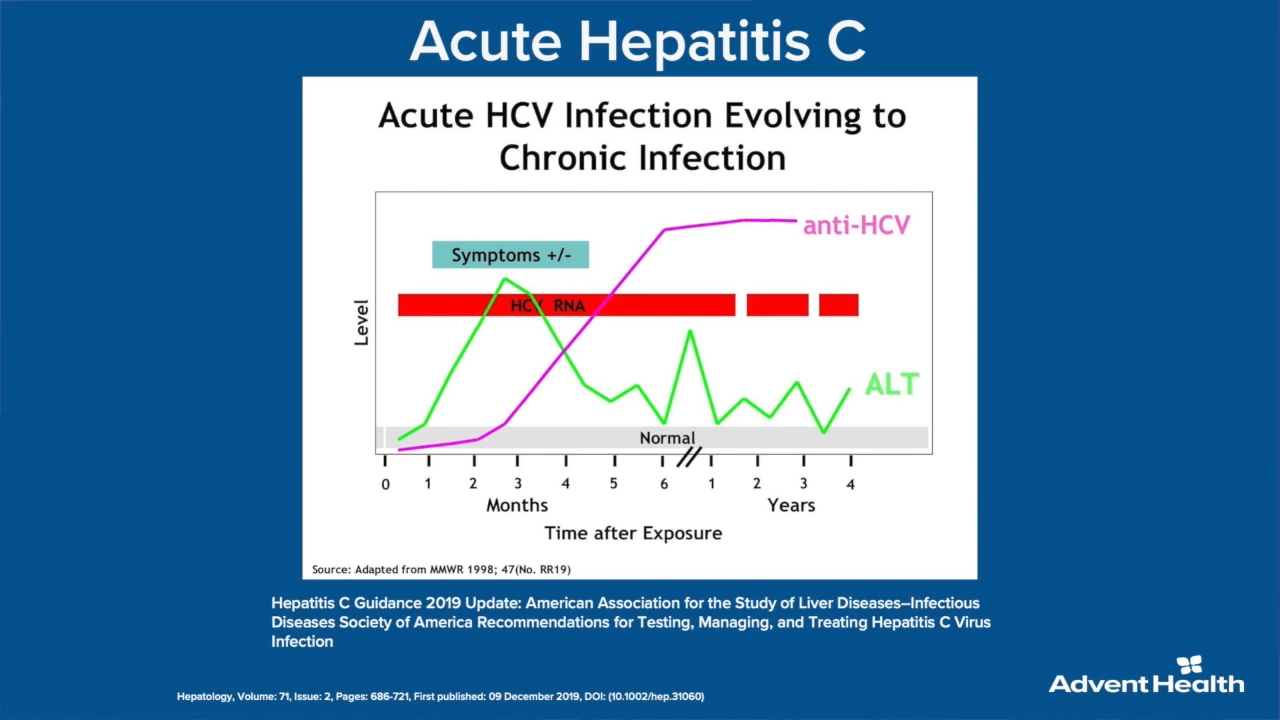 Acute Hepatitis C
Acute HCV Infection Evolving to
Chronic Infection
anti-HCV
Symptoms +/-
HCV RNA
Level
ALT
Normal
0 1 2 3 4 5 6 1 2 3 4
Months Years
Time after Exposure
Source: Adapted from MMWR 1998; 47(No. RR19)
Hepatitis C Guidance 2019 Update: American Association for the Study of Liver Diseases–Infectious
Diseases Society of America Recommendations for Testing, Managing, and Treating Hepatitis C Virus
Infection
Advent Health
Hepatology, Volume: 71, Issue: 2, Pages: 686-721, First published: 09 December 2019, DOI: (10.1002/hep.31060)